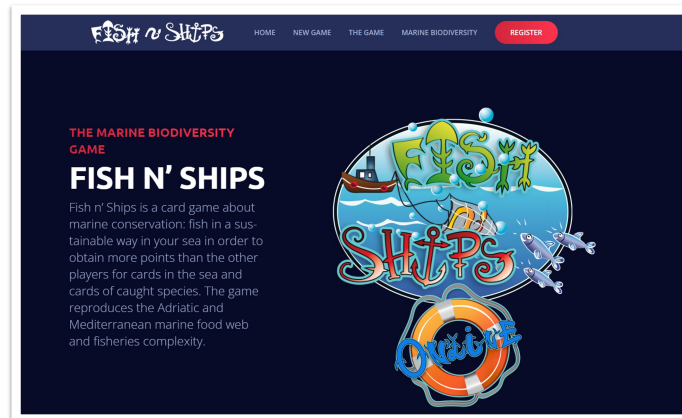 FISH N SHIPS
HOME NEW GAME THE GAME MARINE BIODIVERSITY REGISTER
THE MARINE BIODIVERSITY
GAME
FISH N' SHIPS
Fish n' Ships is a card game about
marine conservation: fish in a sus-
tainable way in your sea in order to
obtain more points than the other
players for cards in the sea and
cards of caught species. The game
reproduces the Adriatic and
Mediterranean marine food web
and fisheries complexity.
FISH
n'
SHIPS
ONLINE